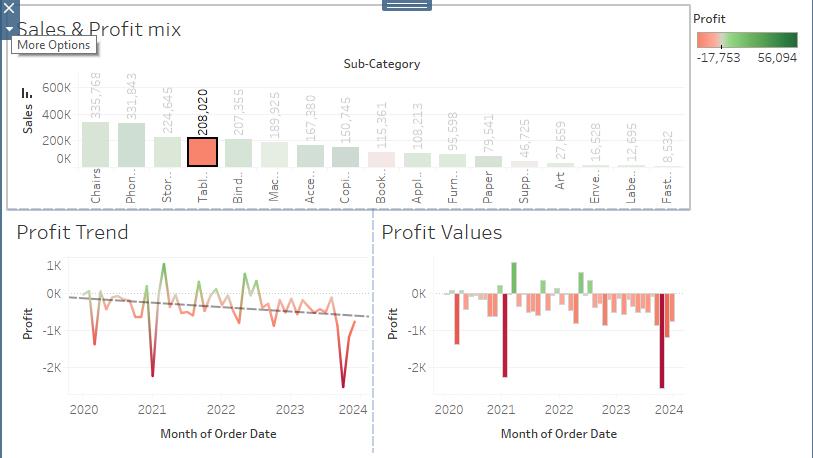 Sales & Profit mix
More Options
Sub-Category
Sales
600K
400K
200K
0K
335,768
331,843
224,645
208,020
207,355
189,925
167,380
150,745
115,361
108,213
95,598
79,541
46,725
27,659
16,528
12,695
8,532
Chairs
Phon..
Stor..
Tabl..
Bind..
Mac..
Acce..
Copi..
Book..
Appl..
Furn..
Paper
Supp..
Art
Enve..
Labe..
Fast..
Profit
-17,753 56,094
Profit Trend
Profit
1K
0K
-1K
-2K
2020 2021 2022 2023 2024
Month of Order Date
Profit Values
Profit
0K
-1K
-2K
2020 2021 2022 2023 2024
Month of Order Date